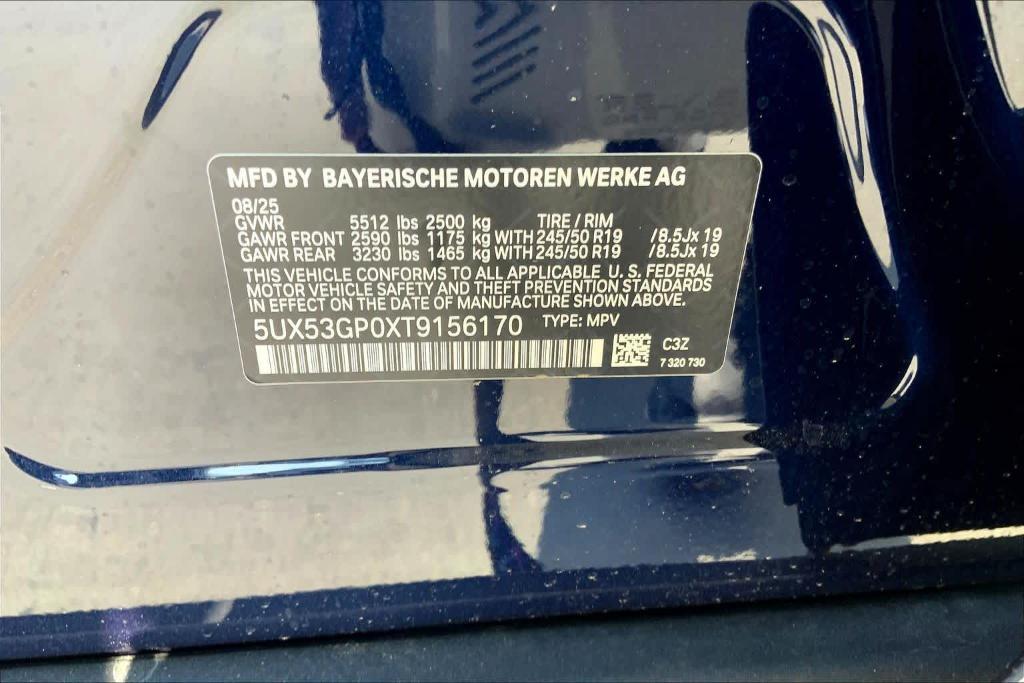 MFD BY BAYERISCHE MOTOREN WERKE AG
08/25
GVWR 5512 lbs 2500 kg TIRE / RIM
GAWR FRONT 2590 lbs 1175 kg WITH 245/50 R19 /8.5Jx 19
GAWR REAR 3230 lbs 1465 kg WITH 245/50 R19 /8.5Jx 19
THIS VEHICLE CONFORMS TO ALL APPLICABLE U. S. FEDERAL
MOTOR VEHICLE SAFETY AND THEFT PREVENTION STANDARDS
IN EFFECT ON THE DATE OF MANUFACTURE SHOWN ABOVE.
5UX53GP0XT9156170 TYPE: MPV
C3Z
7 320 730